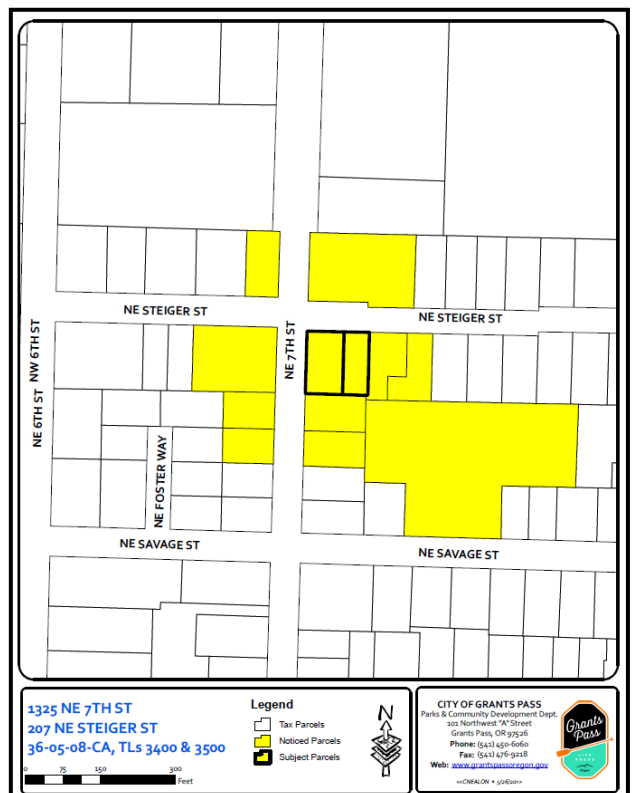 NE STEIGER ST
NE STEIGER ST
NW 6TH ST
NE 7TH ST
NE 6TH ST
NE FOSTER WAY
NE SAVAGE ST
NE SAVAGE ST
1325 NE 7TH ST
207 NE STEIGER ST
36-05-08-CA, TLs 3400 & 3500
0 75 150 300
Feet
Legend
Tax Parcels
Noticed Parcels
Subject Parcels
N
CITY OF GRANTS PASS
Parks & Community Development Dept.
101 Northwest "A" Street
Grants Pass, OR 97526
Phone: (541) 450-6060
Fax: (541) 476-9218
Web: www.grantspassoregon.gov
<<CNEALON • 5/26/20>>
Grants
Pass